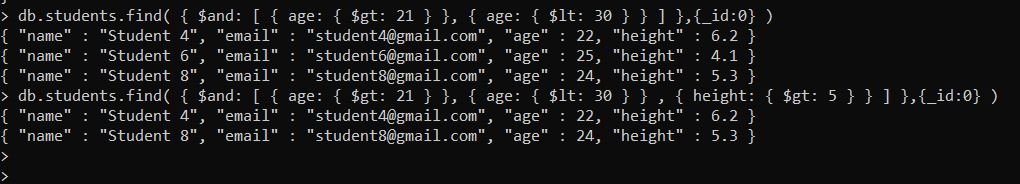 > db.students.find( { $and: [ { age: { $gt: 21 } }, { age: { $lt: 30 } } ] },{_id:0} )
{ "name" : "Student 4", "email" : "student4@gmail.com", "age" : 22, "height" : 6.2 }
{ "name" : "Student 6", "email" : "student6@gmail.com", "age" : 25, "height" : 4.1 }
{ "name" : "Student 8", "email" : "student8@gmail.com", "age" : 24, "height" : 5.3 }
> db.students.find( { $and: [ { age: { $gt: 21 } }, { age: { $lt: 30 } } , { height: { $gt: 5 } } ] },{_id:0} )
{ "name" : "Student 4", "email" : "student4@gmail.com", "age" : 22, "height" : 6.2 }
{ "name" : "Student 8", "email" : "student8@gmail.com", "age" : 24, "height" : 5.3 }
>
>